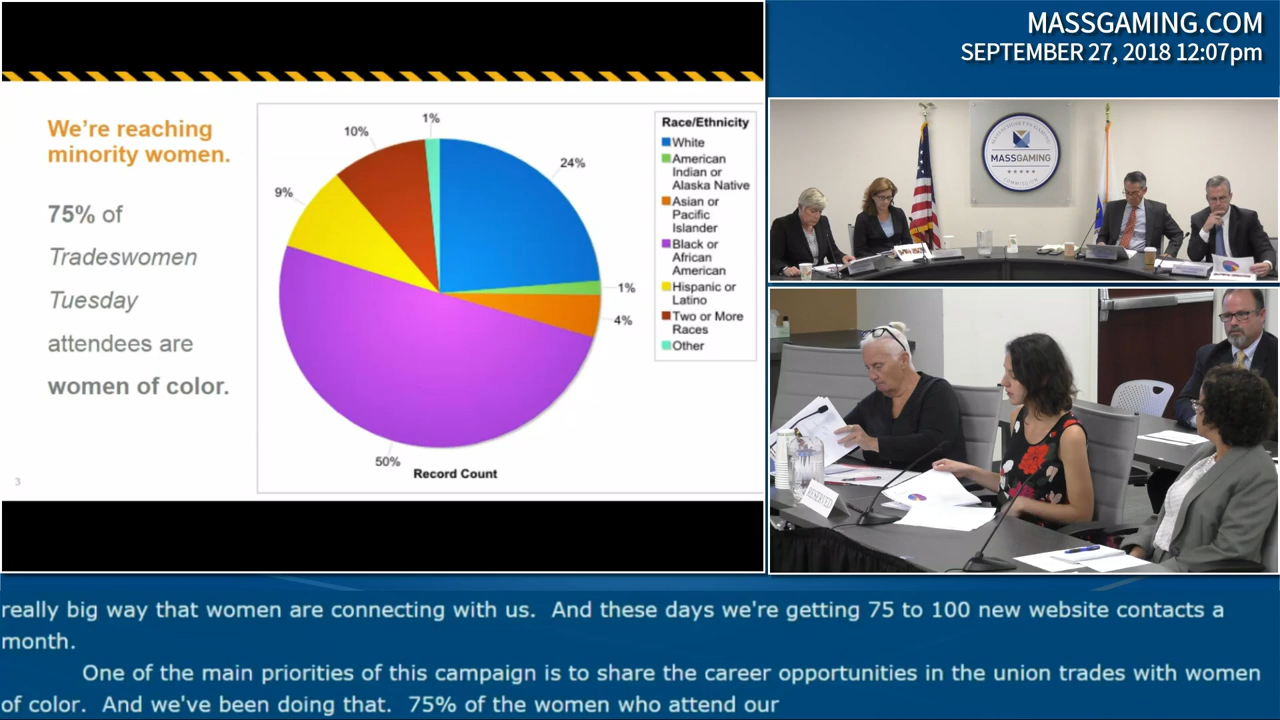 MASSGAMING.COM
SEPTEMBER 27, 2018 12:07pm
We're reaching
minority women.
75% of
Tradeswomen
Tuesday
attendees are
women of color.
3
1%
10%
24%
9%
1%
4%
50%
Record Count
Race/Ethnicity
White
American
Indian or
Alaska Native
Asian or
Pacific
Islander
Black or
African
American
Hispanic or
Latino
Two or More
Races
Other
MASSACHUSETTS GAMING
MASSGAMING
COMMISSION
RESERVED
really big way that women are connecting with us.  And these days we're getting 75 to 100 new website contacts a
month.
One of the main priorities of this campaign is to share the career opportunities in the union trades with women
of color.  And we've been doing that.  75% of the women who attend our